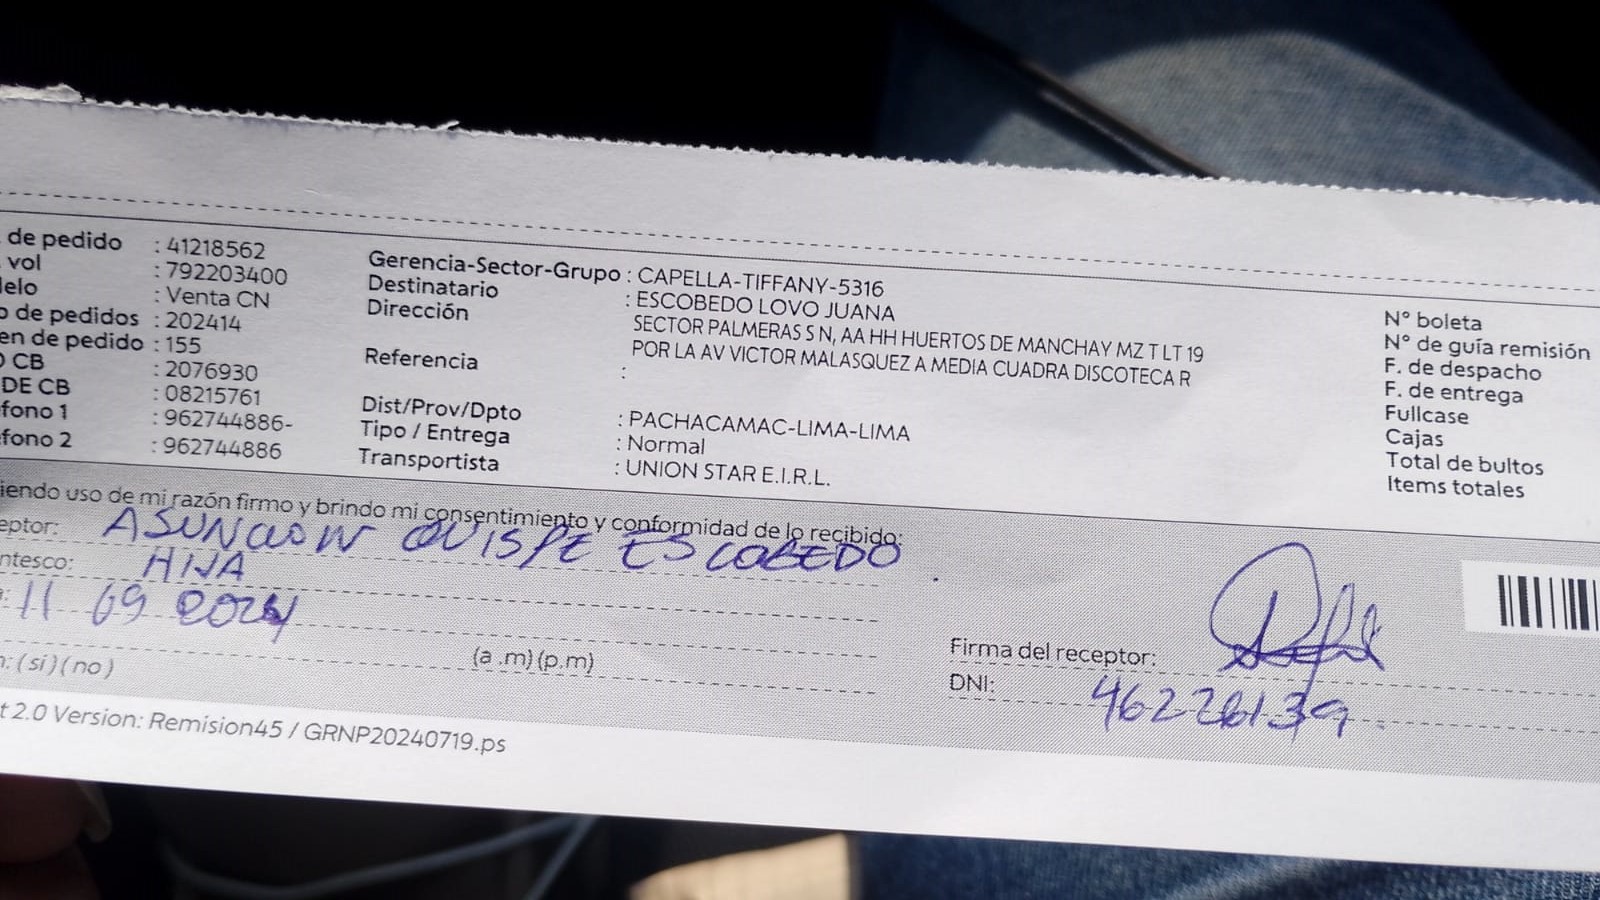 de pedido : 41218562
vol : 792203400
elo : Venta CN
o de pedidos : 202414
en de pedido : 155
O CB : 2076930
DE CB : 08215761
fono 1 : 962744886-
fono 2 : 962744886
Gerencia-Sector-Grupo : CAPELLA-TIFFANY-5316
Destinatario : ESCOBEDO LOVO JUANA
Dirección SECTOR PALMERAS S N, AA HH HUERTOS DE MANCHAY MZ T LT 19
POR LA AV VICTOR MALASQUEZ A MEDIA CUADRA DISCOTECA R
Referencia :
Dist/Prov/Dpto : PACHACAMAC-LIMA-LIMA
Tipo / Entrega : Normal
Transportista : UNION STAR E.I.R.L.
N° boleta
N° de guía remisión
F. de despacho
F. de entrega
Fullcase
Cajas
Total de bultos
Items totales
iendo uso de mi razón firmo y brindo mi consentimiento y conformidad de lo recibido:
eptor: ASUNCION QUISPE ESCOBEDO
ntesco: HIJA
: 11 09 2024
n: (si) (no) (a .m) (p.m)
Firma del receptor:
DNI: 46226139
t 2.0 Version: Remision45 / GRNP20240719.ps